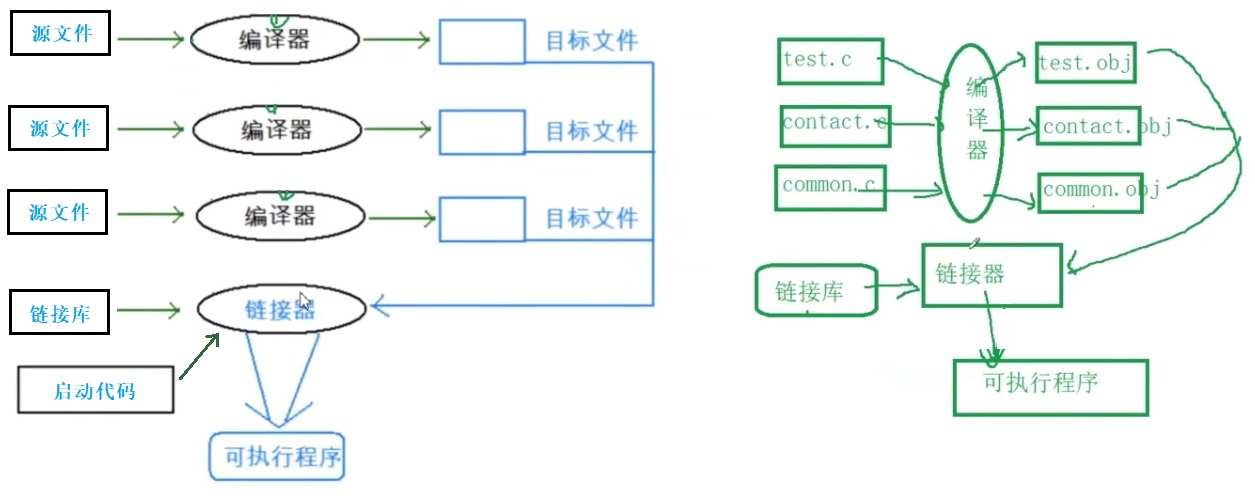 源文件
编译器
目标文件
源文件
编译器
目标文件
源文件
编译器
目标文件
链接库
链接器
启动代码
可执行程序
test.c
contact.c
common.c
编
译
器
test.obj
contact.obj
common.obj
链接库
链接器
可执行程序